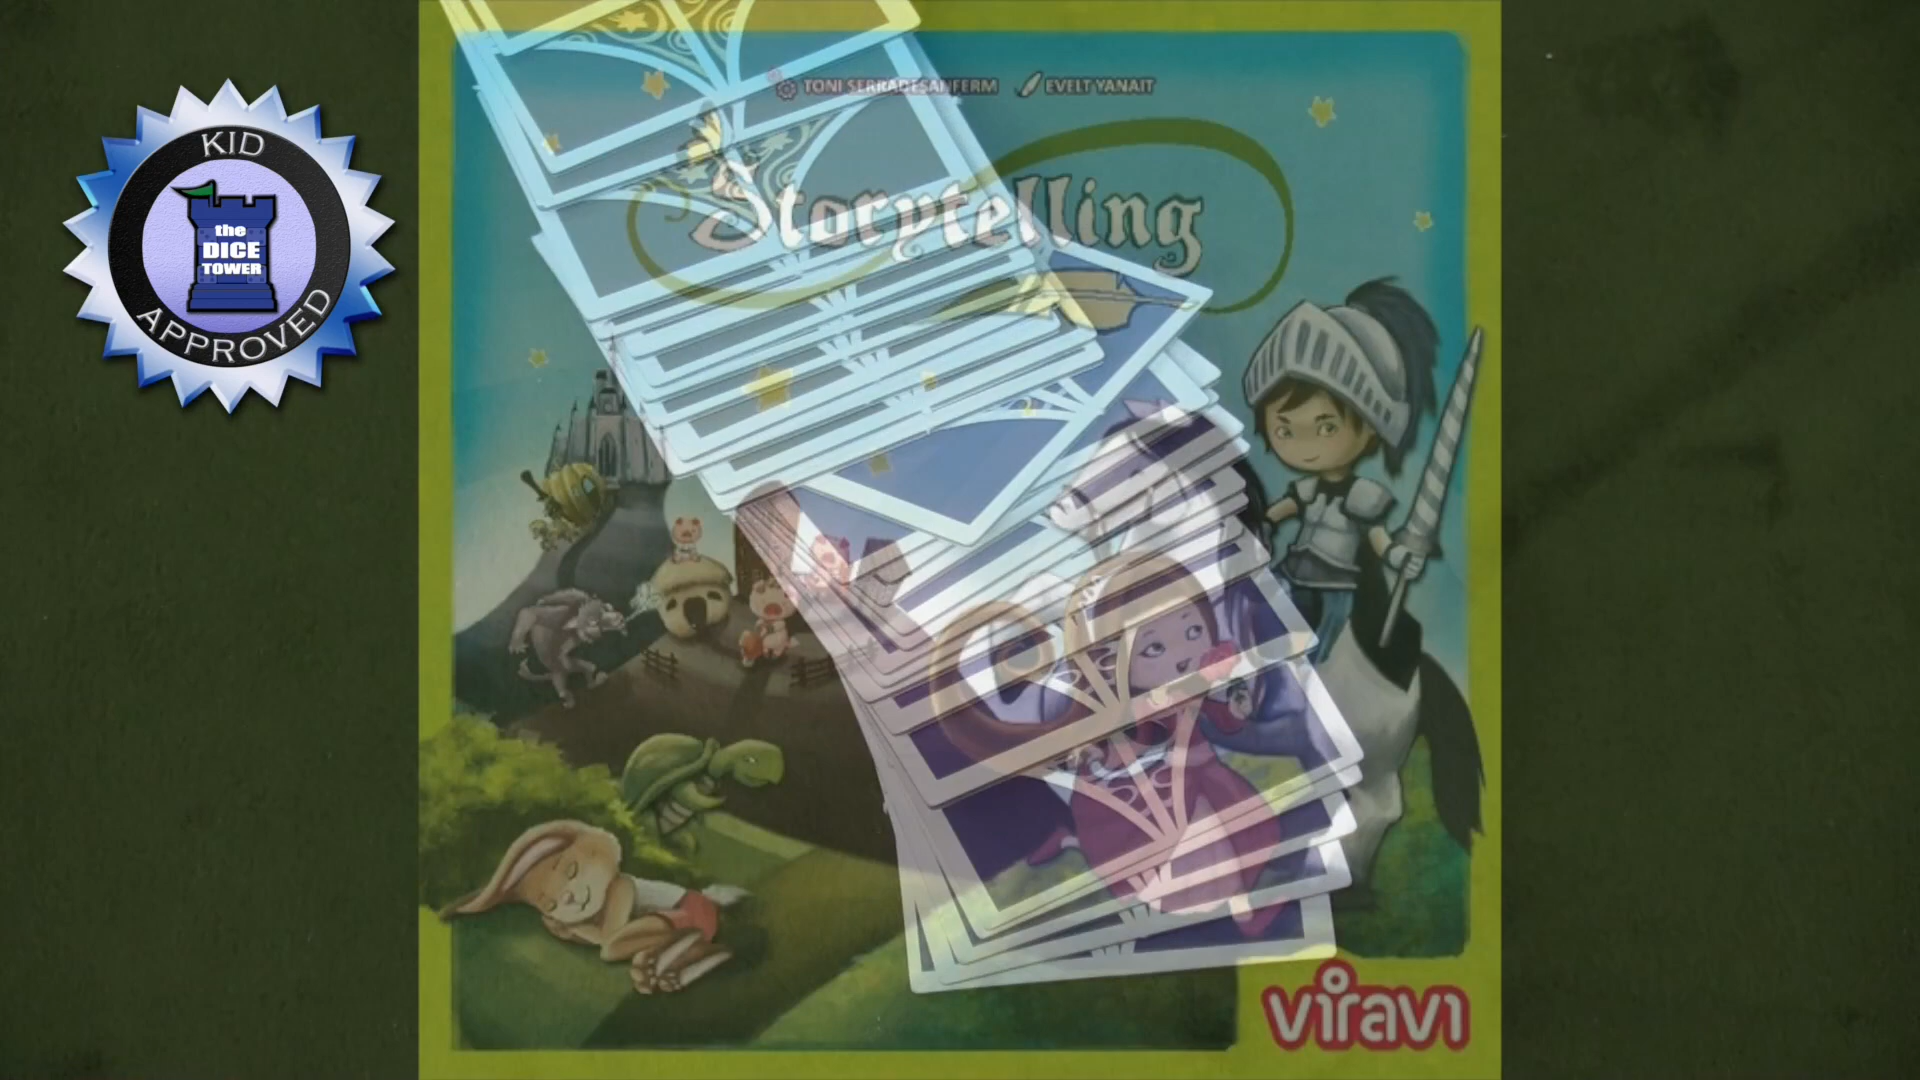 KID
the
DICE
TOWER
APPROVED
TONI SERRADESANFERM EVELT YANAIT
Storytelling
viravi